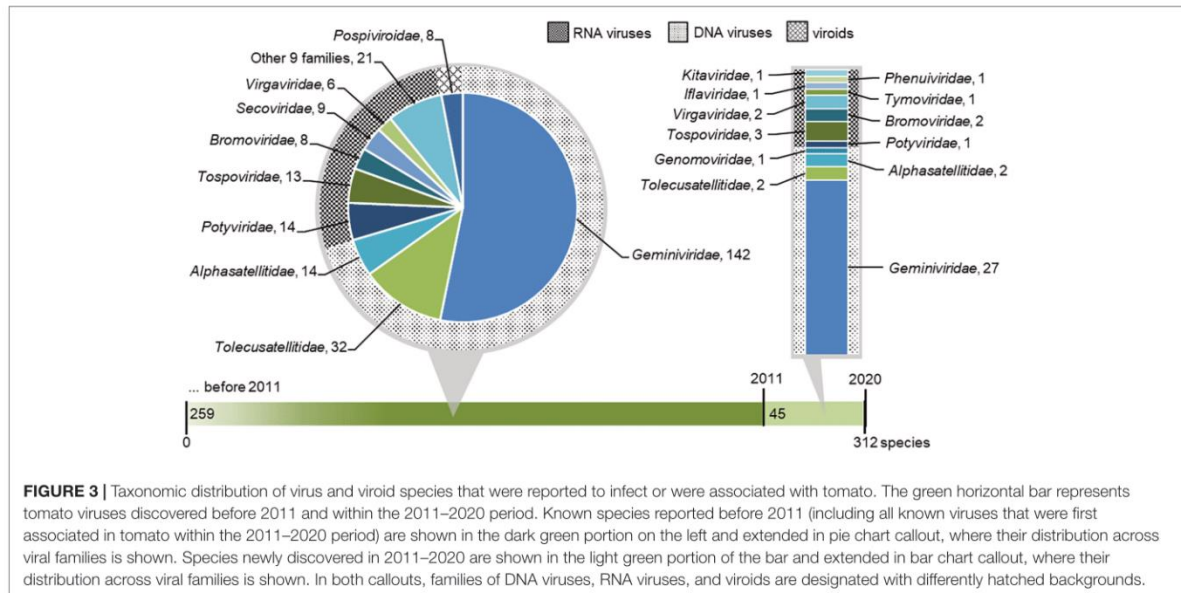 RNA viruses
DNA viruses
viroids
Pospiviroidae, 8
Other 9 families, 21
Virgaviridae, 6
Secoviridae, 9
Bromoviridae, 8
Tospoviridae, 13
Potyviridae, 14
Alphasatellitidae, 14
Tolecusatellitidae, 32
Geminiviridae, 142
Kitaviridae, 1
Iflaviridae, 1
Virgaviridae, 2
Tospoviridae, 3
Genomoviridae, 1
Tolecusatellitidae, 2
Phenuiviridae, 1
Tymoviridae, 1
Bromoviridae, 2
Potyviridae, 1
Alphasatellitidae, 2
Geminiviridae, 27
... before 2011
2011
2020
259
45
0
312 species
FIGURE 3 | Taxonomic distribution of virus and viroid species that were reported to infect or were associated with tomato. The green horizontal bar represents
tomato viruses discovered before 2011 and within the 2011–2020 period. Known species reported before 2011 (including all known viruses that were first
associated in tomato within the 2011–2020 period) are shown in the dark green portion on the left and extended in pie chart callout, where their distribution across
viral families is shown. Species newly discovered in 2011–2020 are shown in the light green portion of the bar and extended in bar chart callout, where their
distribution across viral families is shown. In both callouts, families of DNA viruses, RNA viruses, and viroids are designated with differently hatched backgrounds.